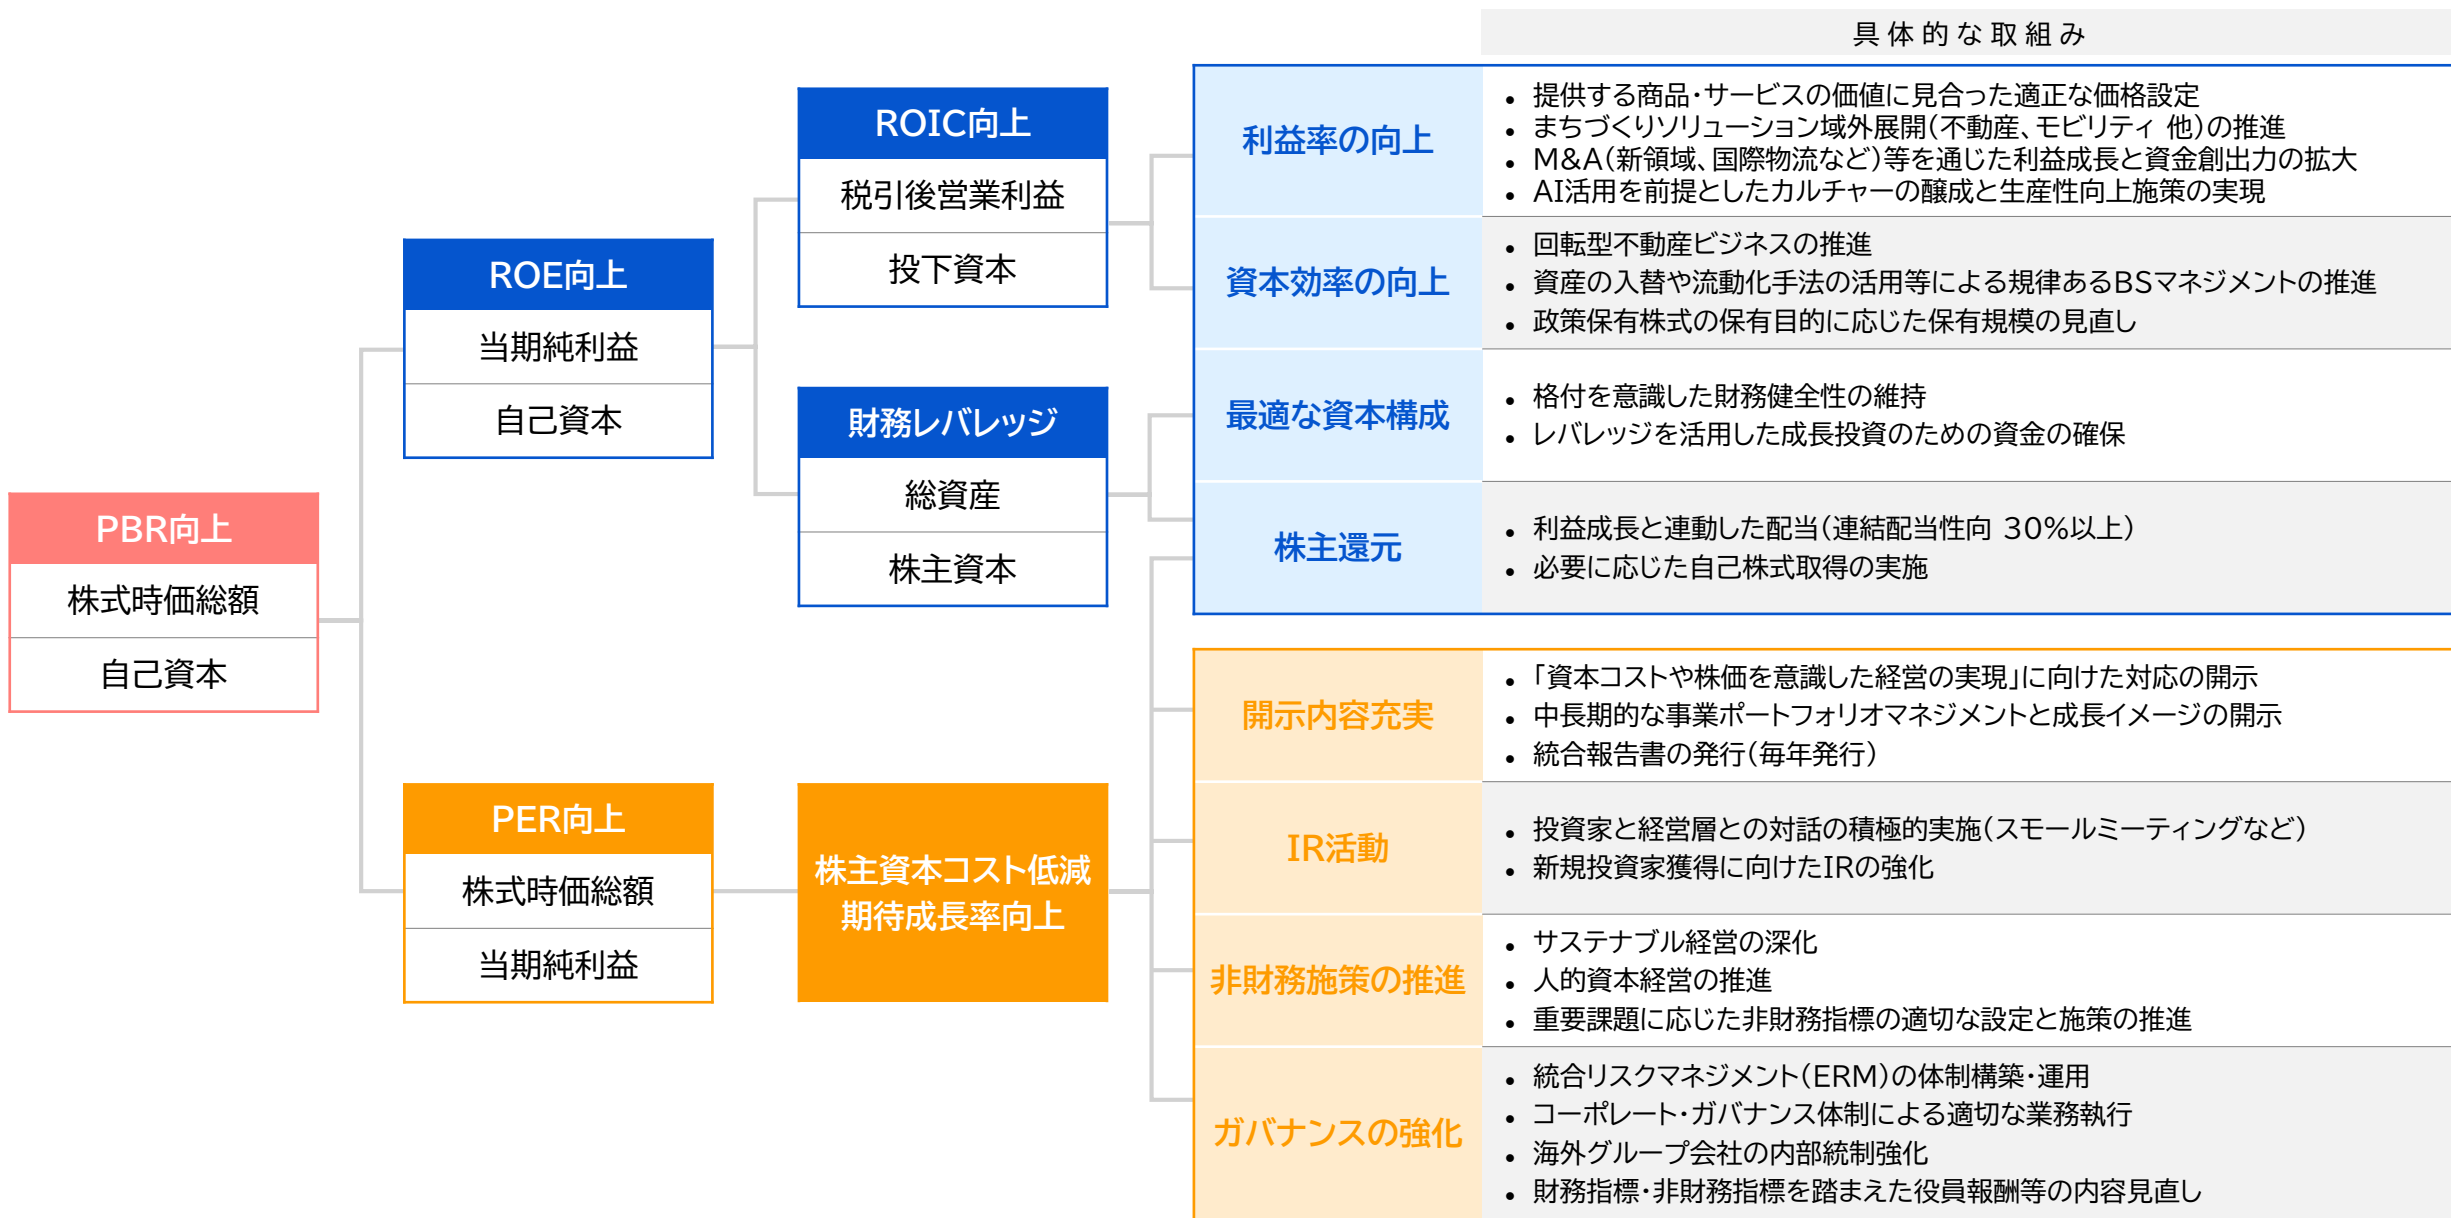 具体的な取組み
PBR向上
株式時価総額
自己資本
ROE向上
当期純利益
自己資本
PER向上
株式時価総額
当期純利益
ROIC向上
税引後営業利益
投下資本
財務レバレッジ
総資産
株主資本
株主資本コスト低減
期待成長率向上
利益率の向上
• 提供する商品・サービスの価値に見合った適正な価格設定
• まちづくりソリューション域外展開(不動産、モビリティ 他)の推進
• M&A(新領域、国際物流など)等を通じた利益成長と資金創出力の拡大
• AI活用を前提としたカルチャーの醸成と生産性向上施策の実現
資本効率の向上
• 回転型不動産ビジネスの推進
• 資産の入替や流動化手法の活用等による規律あるBSマネジメントの推進
• 政策保有株式の保有目的に応じた保有規模の見直し
最適な資本構成
• 格付を意識した財務健全性の維持
• レバレッジを活用した成長投資のための資金の確保
株主還元
• 利益成長と連動した配当(連結配当性向 30%以上)
• 必要に応じた自己株式取得の実施
開示内容充実
• 「資本コストや株価を意識した経営の実現」に向けた対応の開示
• 中長期的な事業ポートフォリオマネジメントと成長イメージの開示
• 統合報告書の発行(毎年発行)
IR活動
• 投資家と経営層との対話の積極的実施(スモールミーティングなど)
• 新規投資家獲得に向けたIRの強化
非財務施策の推進
• サステナブル経営の深化
• 人的資本経営の推進
• 重要課題に応じた非財務指標の適切な設定と施策の推進
ガバナンスの強化
• 統合リスクマネジメント(ERM)の体制構築・運用
• コーポレート・ガバナンス体制による適切な業務執行
• 海外グループ会社の内部統制強化
• 財務指標・非財務指標を踏まえた役員報酬等の内容見直し